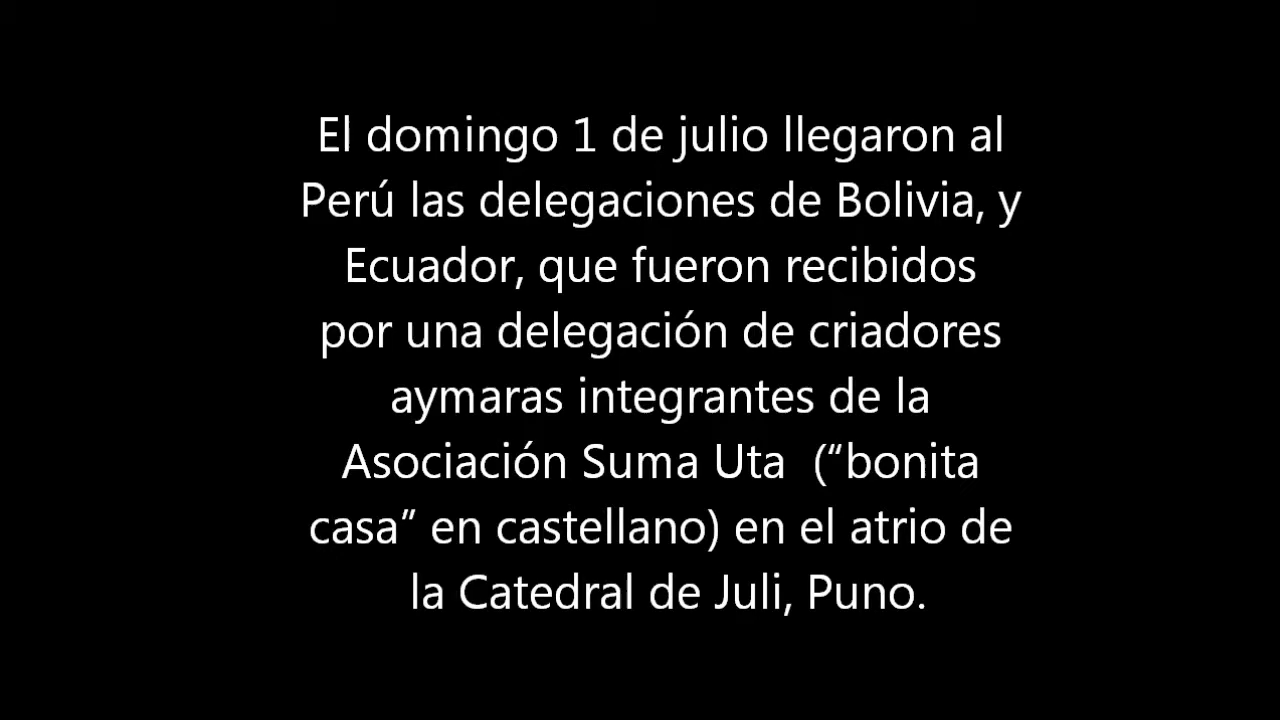 El domingo 1 de julio llegaron al
Perú las delegaciones de Bolivia, y
Ecuador, que fueron recibidos
por una delegación de criadores
aymaras integrantes de la
Asociación Suma Uta  (“bonita
casa” en castellano) en el atrio de
la Catedral de Juli, Puno.